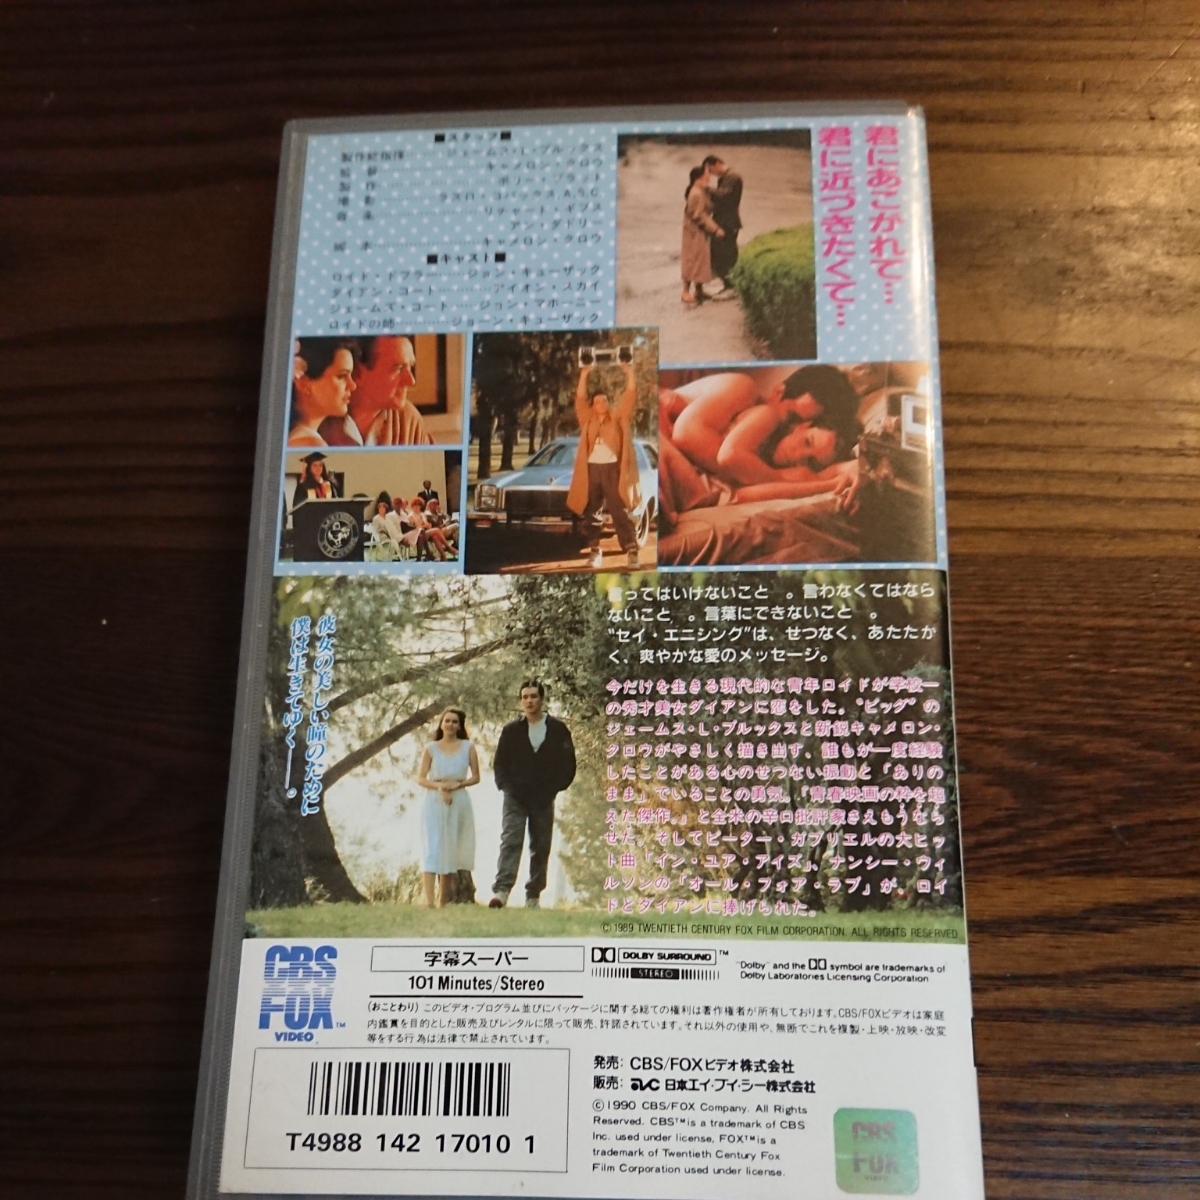 君にあこがれて…
君に近づきたくて…
■スタッフ■
製作総指揮……ジェームス・L・ブルックス
監督……キャメロン・クロウ
製作……ポリー・プラット
撮影……ラズロ・コバックスA.S.C.
音楽……リチャード・ギブス
アン・ダドリー
脚本……キャメロン・クロウ
■キャスト■
ロイド・ドブラー……ジョン・キューザック
ダイアン・コート……アイオン・スカイ
ジェームズ・コート……ジョン・マホーニー
ロイドの姉……ジョーン・キューザック
彼女の美しい瞳のために
僕は生きてゆく——。
言ってはいけないこと 。言わなくてはなら
ないこと 。言葉にできないこと 。
"セイ・エニシング"は、せつなく、あたたか
く、爽やかな愛のメッセージ。
今だけを生きる現代的な青年ロイドが学校一
の秀才美女ダイアンに恋をした。"ビッグ"の
ジェームス・L・ブルックスと新鋭キャメロン・
クロウがやさしく描き出す、誰もが一度経験
したことがある心のせつない振動と「ありの
まま」でいることの勇気。「青春映画の粋を超
えた傑作。」と全米の辛口批評家さえもうなら
せた。そしてピーター・ガブリエルの大ヒッ
ト曲「イン・ユア・アイズ」、ナンシー・ウィ
ルソンの「オール・フォア・ラブ」が、ロイ
ドとダイアンに捧げられた。
©1989 TWENTIETH CENTURY FOX FILM CORPORATION. ALL RIGHTS RESERVED
CBS
FOX™
VIDEO
字幕スーパー
101 Minutes/Stereo
DOLBY SURROUND™
STEREO
"Dolby" and the symbol are trademarks of
Dolby Laboratories Licensing Corporation
(おことわり)このビデオ・プログラム並びにパッケージに関する総ての権利は著作権者が所有しております。CBS/FOXビデオは家庭
内鑑賞を目的とした販売及びレンタルに限って販売、許諾されています。それ以外の使用や、無断でこれを複製・上映・放映・改変
等をする行為は法律で禁止されています。
発売: CBS/FOXビデオ株式会社
販売: AVC 日本エイ・ブイ・シー株式会社
©1990 CBS/FOX Company. All Rights
Reserved. CBS™ is a trademark of CBS
Inc. used under license, FOX™ is a
trademark of Twentieth Century Fox
Film Corporation used under license.
T4988 142 17010 1
CBS
FOX
VIDEO